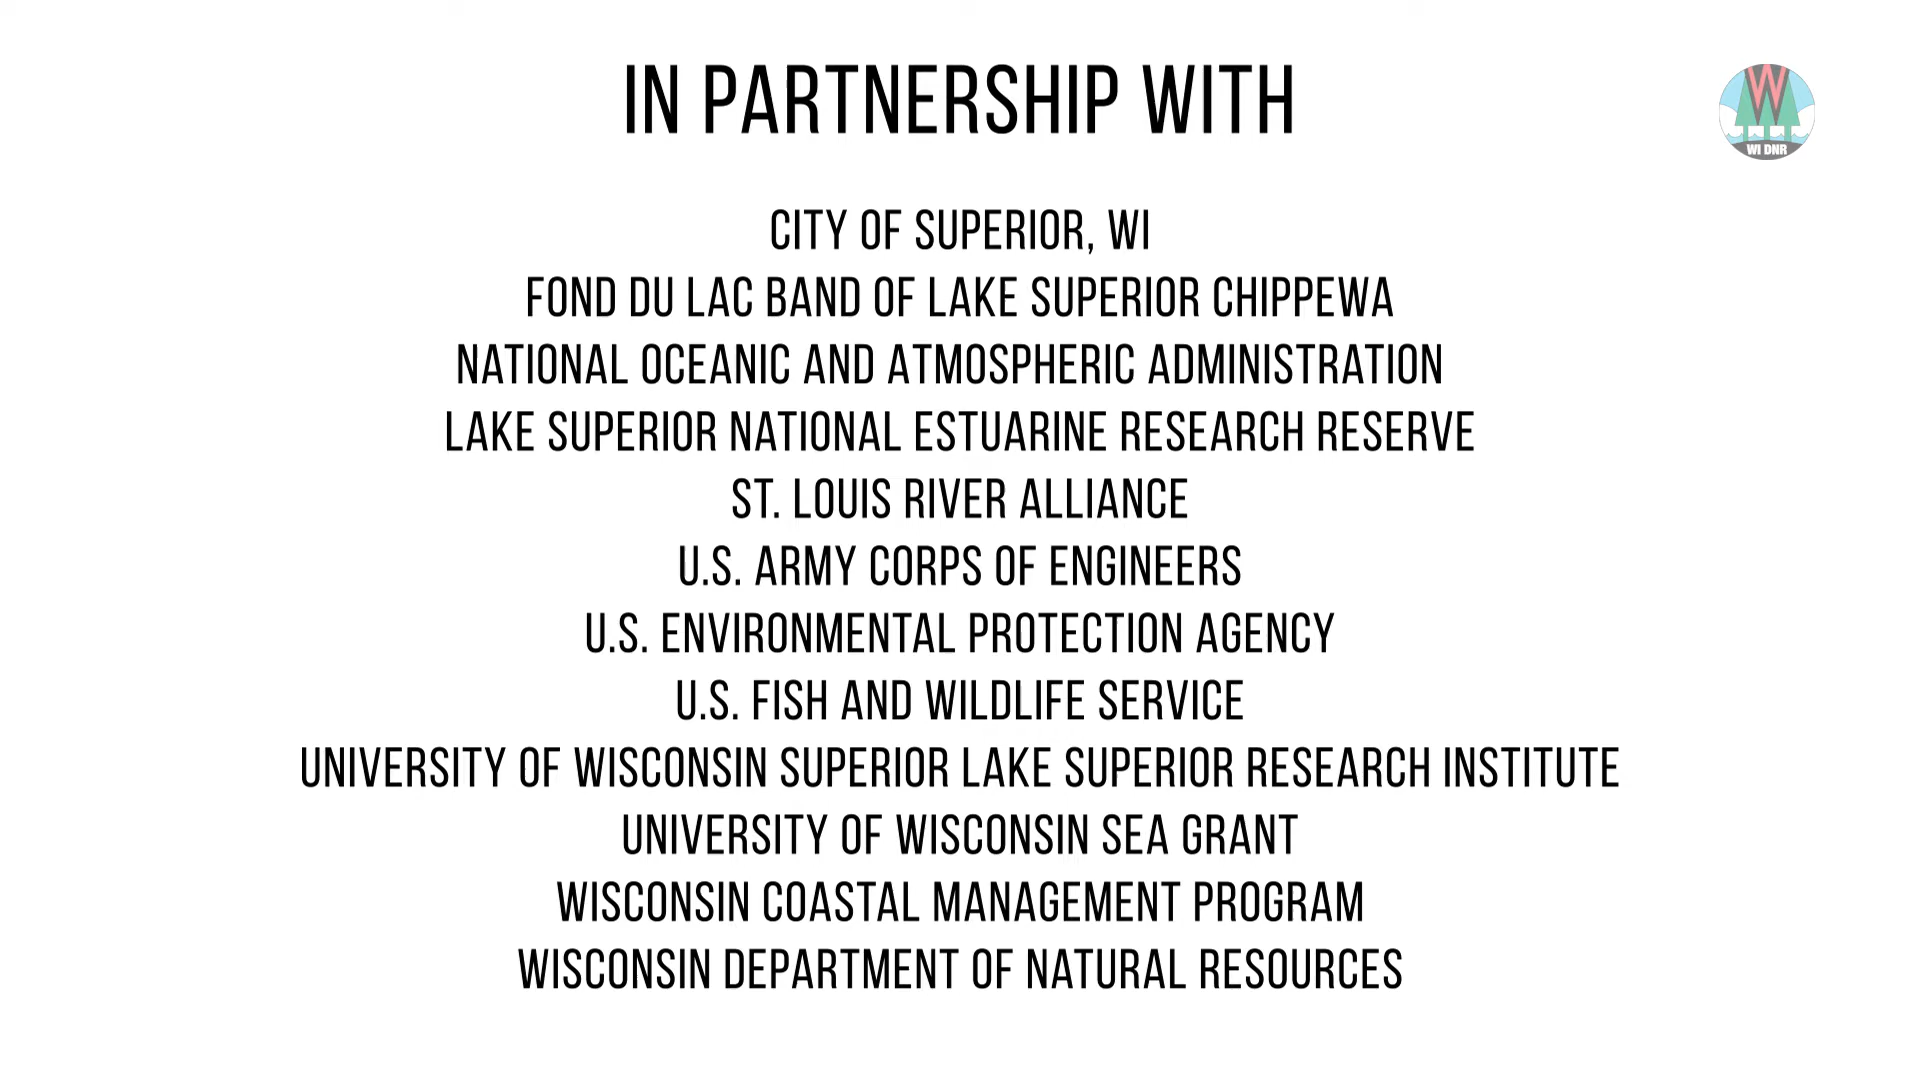 IN PARTNERSHIP WITH
W
WI DNR
CITY OF SUPERIOR, WI
FOND DU LAC BAND OF LAKE SUPERIOR CHIPPEWA
NATIONAL OCEANIC AND ATMOSPHERIC ADMINISTRATION
LAKE SUPERIOR NATIONAL ESTUARINE RESEARCH RESERVE
ST. LOUIS RIVER ALLIANCE
U.S. ARMY CORPS OF ENGINEERS
U.S. ENVIRONMENTAL PROTECTION AGENCY
U.S. FISH AND WILDLIFE SERVICE
UNIVERSITY OF WISCONSIN SUPERIOR LAKE SUPERIOR RESEARCH INSTITUTE
UNIVERSITY OF WISCONSIN SEA GRANT
WISCONSIN COASTAL MANAGEMENT PROGRAM
WISCONSIN DEPARTMENT OF NATURAL RESOURCES